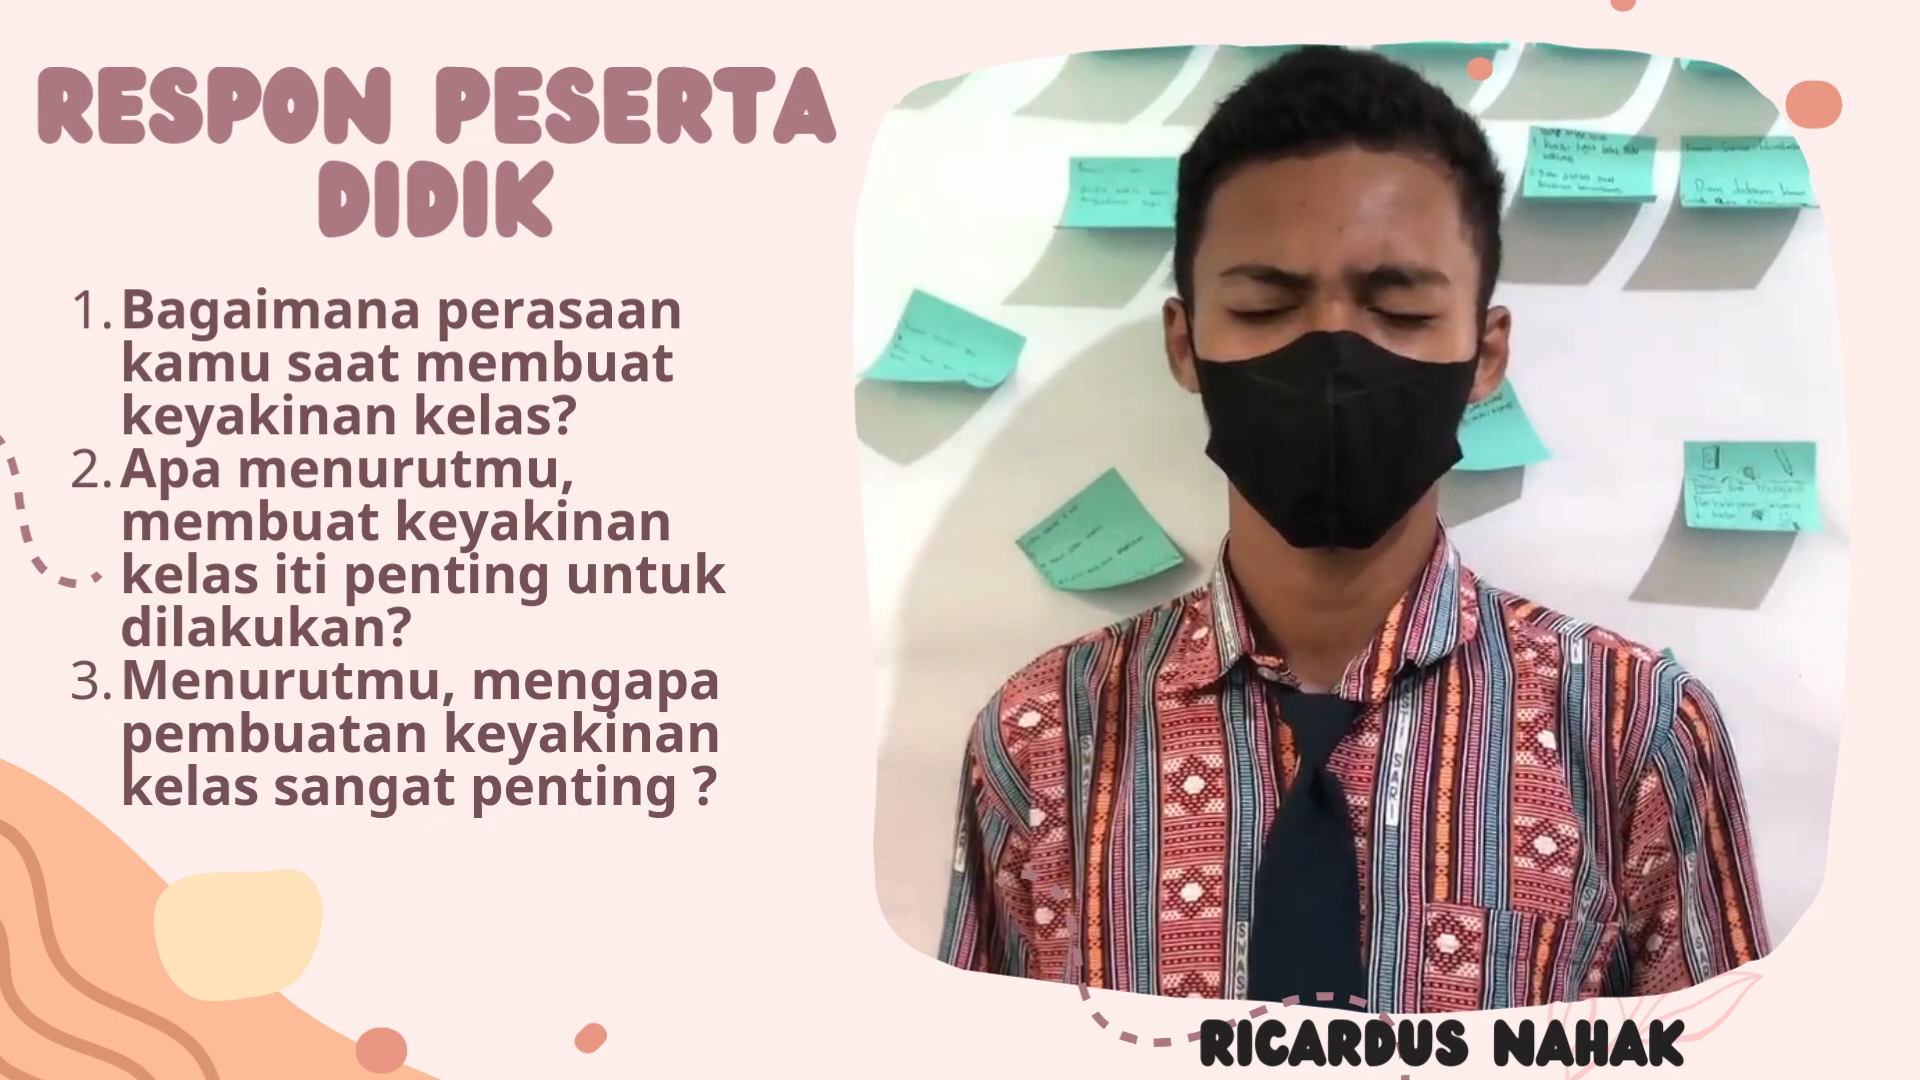 RESPON PESERTA
DIDIK
1. Bagaimana perasaan
kamu saat membuat
keyakinan kelas?
2. Apa menurutmu,
membuat keyakinan
kelas iti penting untuk
dilakukan?
3. Menurutmu, mengapa
pembuatan keyakinan
kelas sangat penting ?
RICARDUS NAHAK